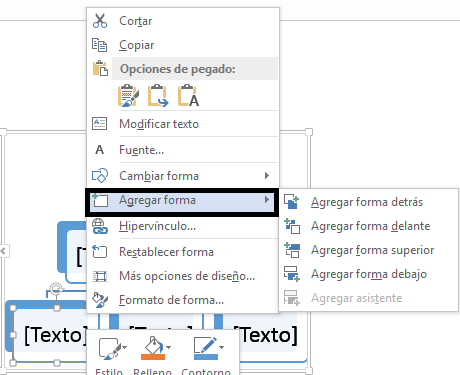 Cortar
Copiar
Opciones de pegado:
A
Modificar texto
A Fuente...
Cambiar forma
Agregar forma
Agregar forma detrás
Agregar forma delante
Hipervínculo...
Agregar forma superior
Restablecer forma
Agregar forma debajo
Más opciones de diseño...
Agregar asistente
Formato de forma...
[Texto]
[Texto]
[Texto]
Estilo
Relleno
Contorno